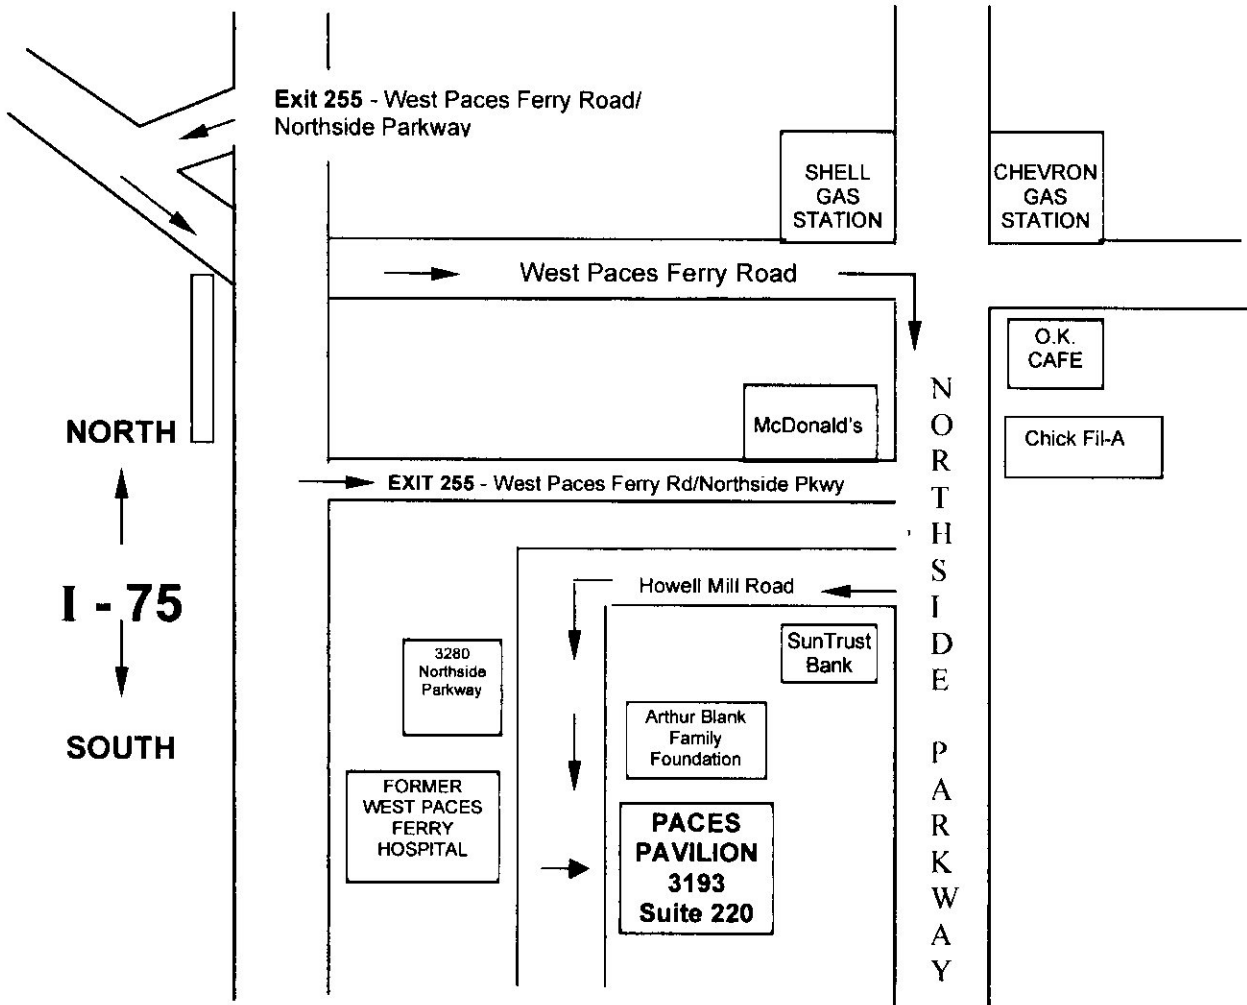 Exit 255 - West Paces Ferry Road/
Northside Parkway
SHELL
GAS
STATION
CHEVRON
GAS
STATION
West Paces Ferry Road
O.K.
CAFE
McDonald's
Chick Fil-A
NORTH
EXIT 255 - West Paces Ferry Rd/Northside Pkwy
I - 75
SOUTH
Howell Mill Road
SunTrust
Bank
3280
Northside
Parkway
Arthur Blank
Family
Foundation
FORMER
WEST PACES
FERRY
HOSPITAL
PACES
PAVILION
3193
Suite 220
NORTHSIDE PARKWAY